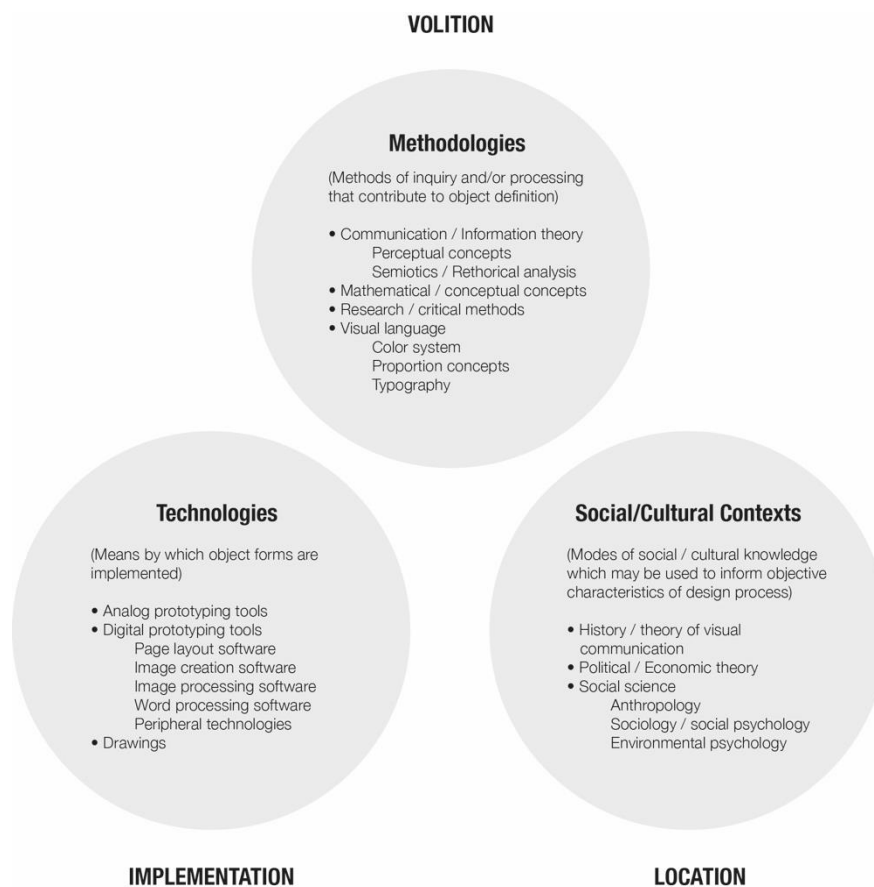 VOLITION
Methodologies
(Methods of inquiry and/or processing
that contribute to object definition)
• Communication / Information theory
Perceptual concepts
Semiotics / Rethorical analysis
• Mathematical / conceptual concepts
• Research / critical methods
• Visual language
Color system
Proportion concepts
Typography
Technologies
(Means by which object forms are
implemented)
• Analog prototyping tools
• Digital prototyping tools
Page layout software
Image creation software
Image processing software
Word processing software
Peripheral technologies
• Drawings
Social/Cultural Contexts
(Modes of social / cultural knowledge
which may be used to inform objective
characteristics of design process)
• History / theory of visual
communication
• Political / Economic theory
• Social science
Anthropology
Sociology / social psychology
Environmental psychology
IMPLEMENTATION
LOCATION